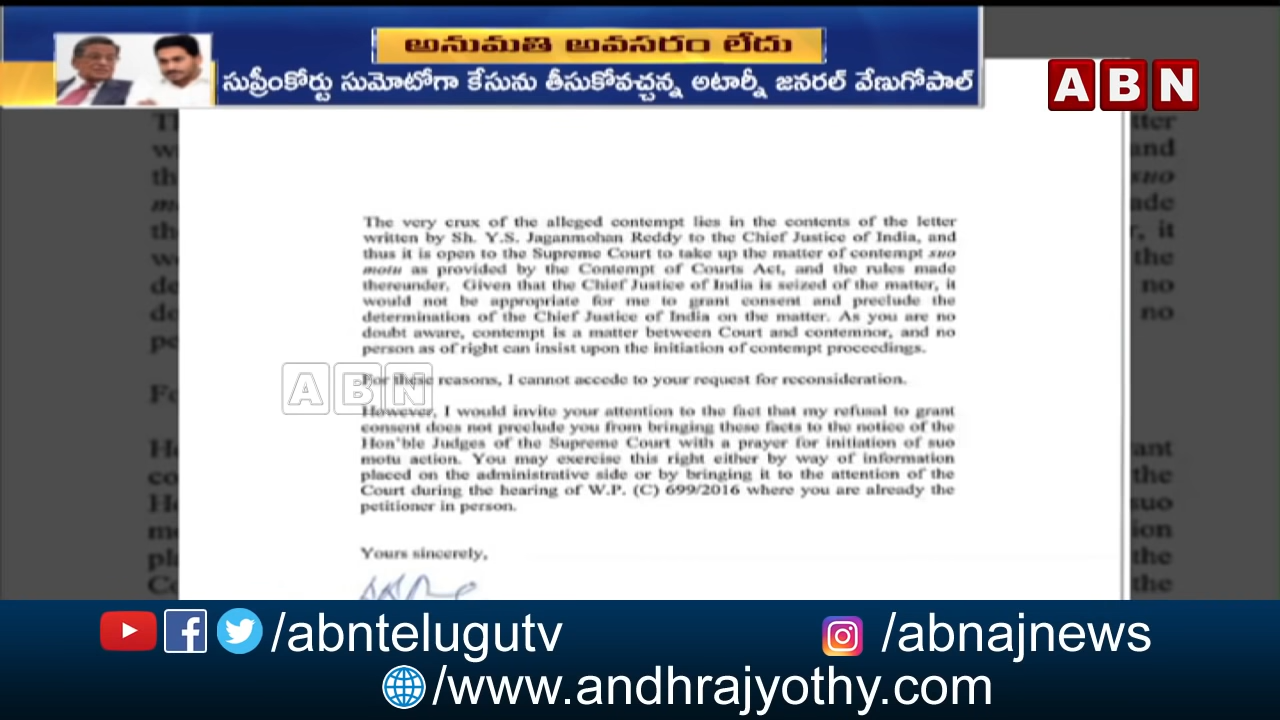 అనుమతి అవసరం లేదు
సుప్రీంకోర్టు సుమోటోగా కేసును తీసుకోవచ్చన్న అటార్నీ జనరల్ వేణుగోపాల్
ABN
The very crux of the alleged contempt lies in the contents of the letter
written by Sh. Y.S. Jaganmohan Reddy to the Chief Justice of India, and
thus it is open to the Supreme Court to take up the matter of contempt suo
motu as provided by the Contempt of Courts Act, and the rules made
thereunder. Given that the Chief Justice of India is seized of the matter, it
would not be appropriate for me to grant consent and preclude the
determination of the Chief Justice of India on the matter. As you are no
doubt aware, contempt is a matter between Court and contemnor, and no
person as of right can insist upon the initiation of contempt proceedings.
ABN
For these reasons, I cannot accede to your request for reconsideration.
However, I would invite your attention to the fact that my refusal to grant
consent does not preclude you from bringing these facts to the notice of the
Hon'ble Judges of the Supreme Court with a prayer for initiation of suo
motu action. You may exercise this right either by way of information
placed on the administrative side or by bringing it to the attention of the
Court during the hearing of W.P. (C) 699/2016 where you are already the
petitioner in person.
Yours sincerely,
/abntelugutv
/abnajnews
/www.andhrajyothy.com